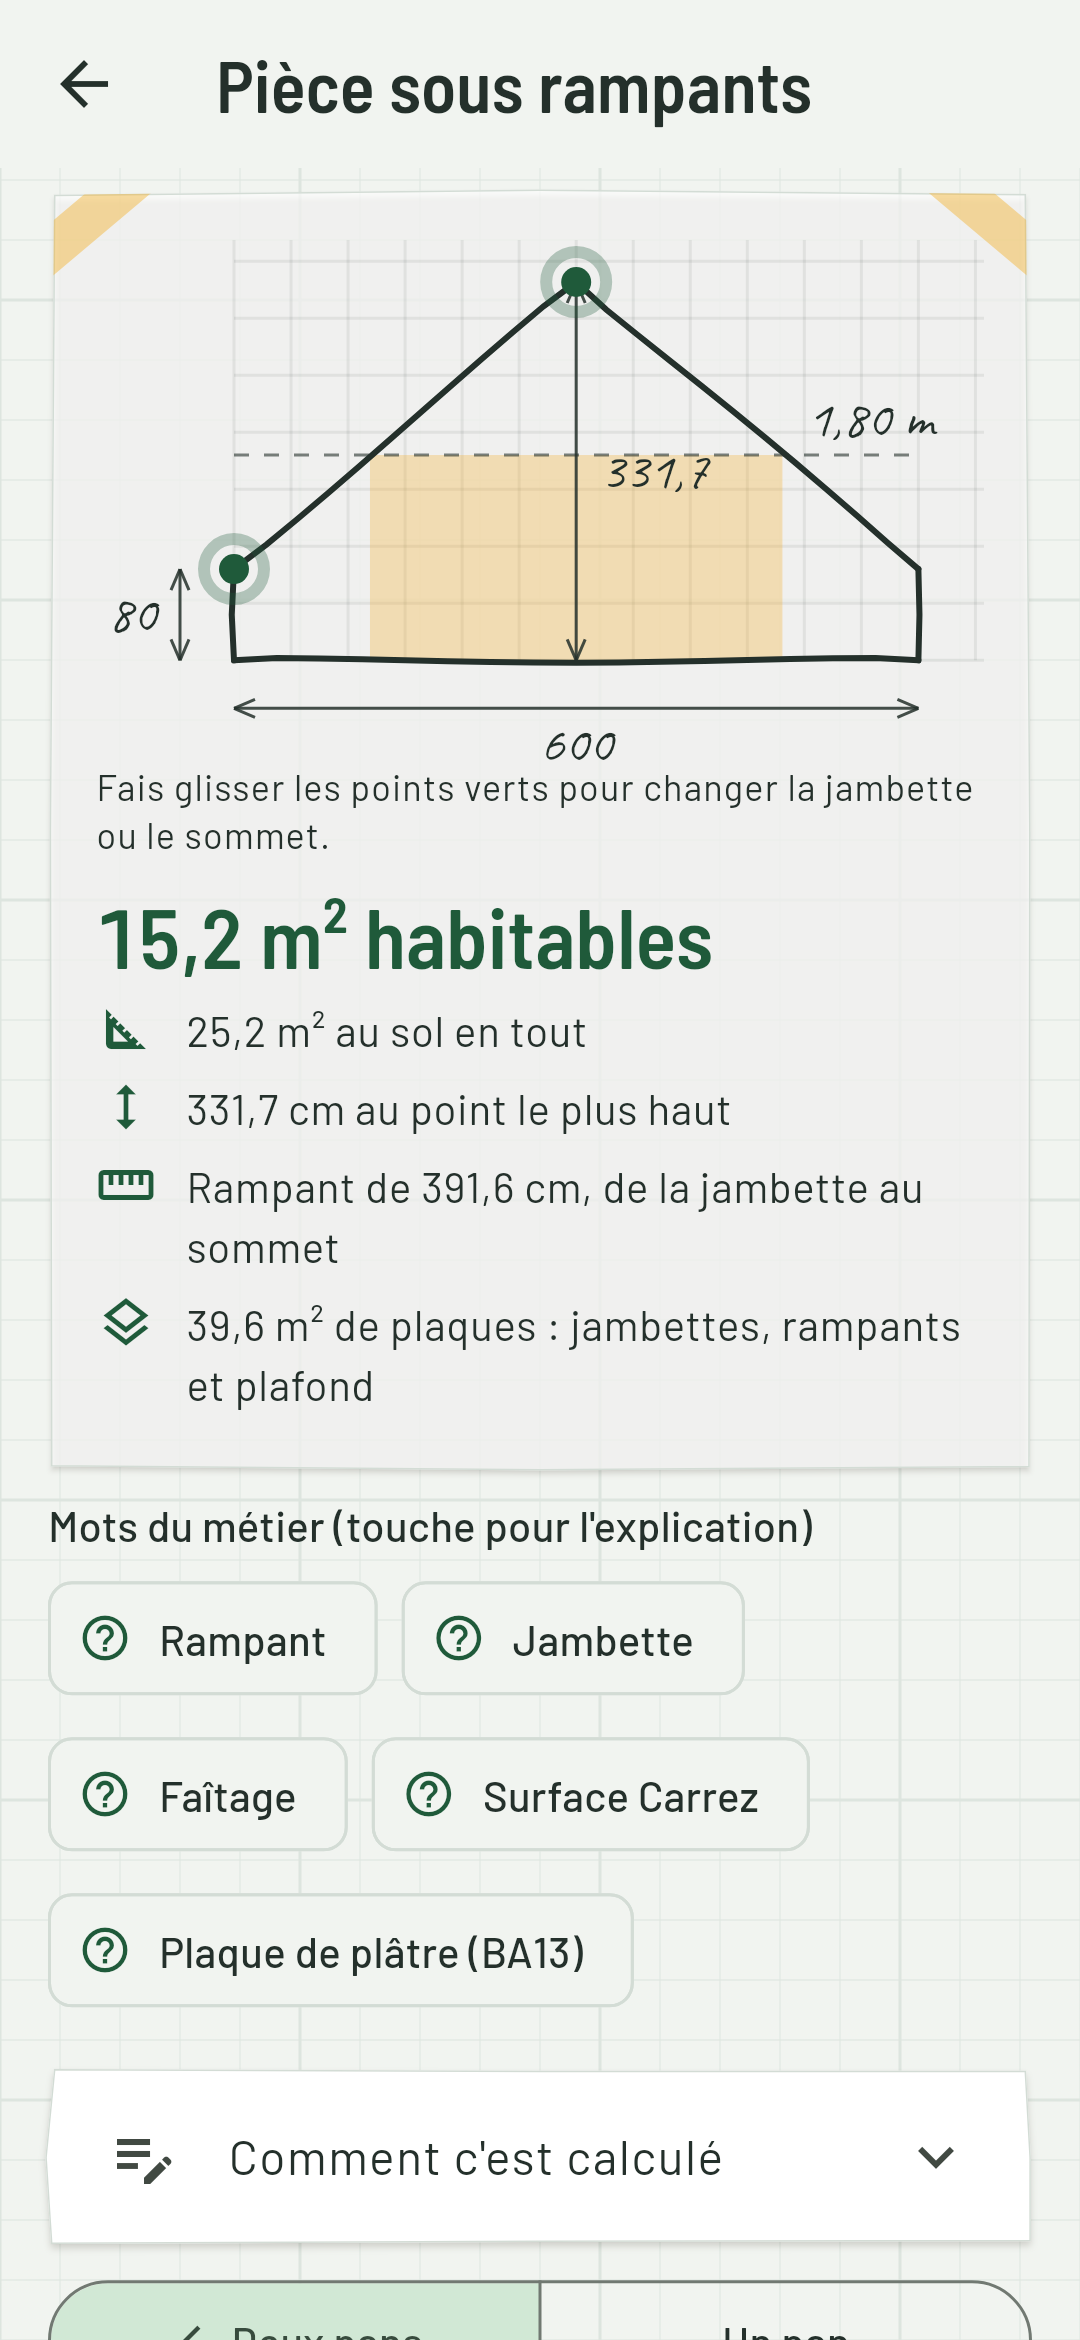 Pièce sous rampants
1,80 m
331,7
80
600
Fais glisser les points verts pour changer la jambette
ou le sommet.
15,2 m² habitables
25,2 m² au sol en tout
331,7 cm au point le plus haut
Rampant de 391,6 cm, de la jambette au
sommet
39,6 m² de plaques : jambettes, rampants
et plafond
Mots du métier (touche pour l'explication)
Rampant
Jambette
Faîtage
Surface Carrez
Plaque de plâtre (BA13)
Comment c'est calculé
Deux pans
Un pan